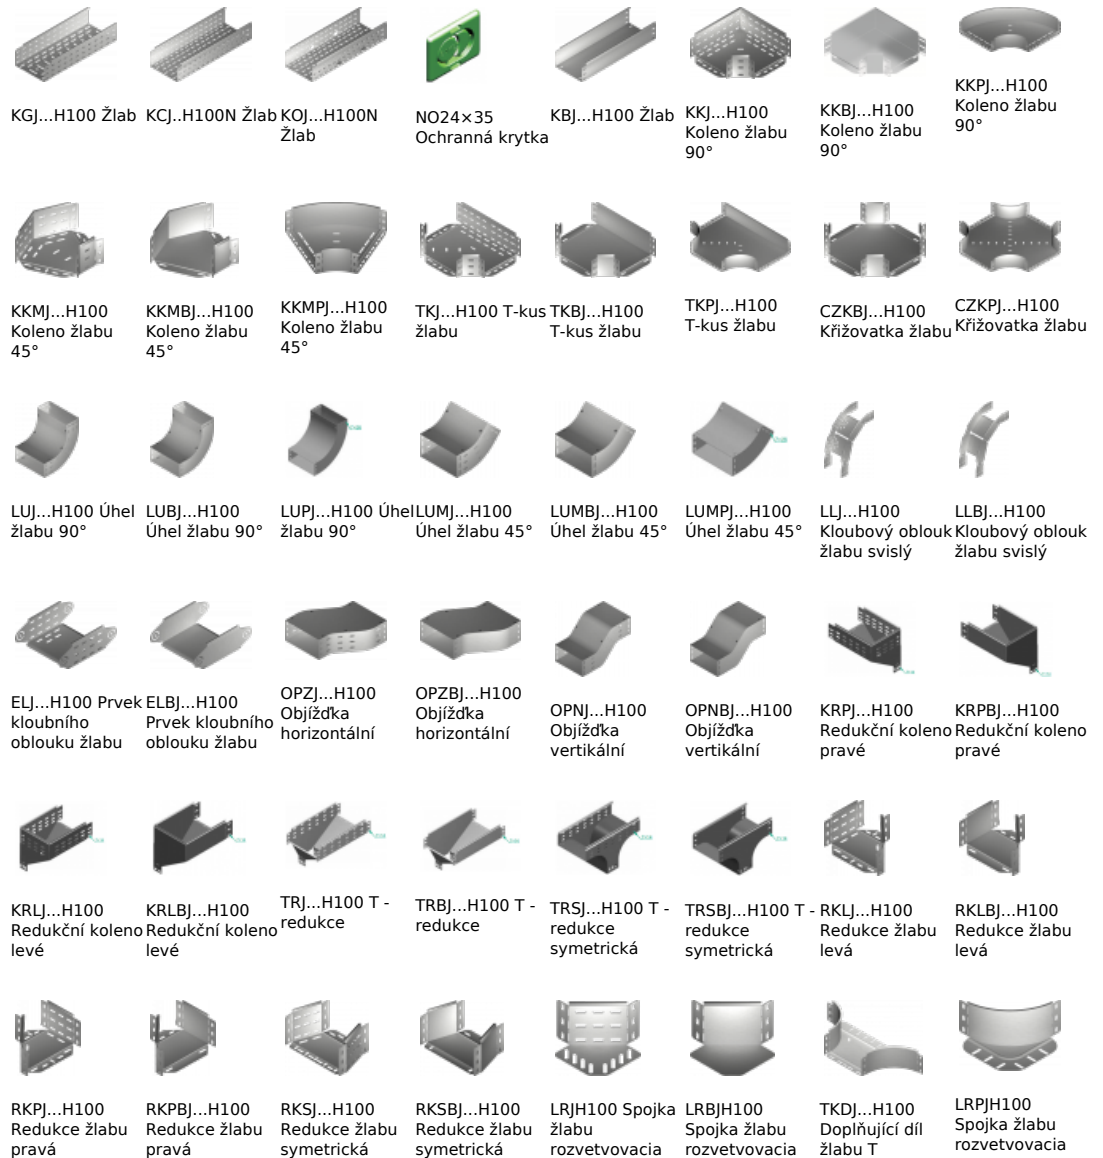 KGJ...H100 Žlab
KCJ..H100N Žlab
KOJ...H100N
Žlab
NO24×35
Ochranná krytka
KBJ...H100 Žlab
KKJ...H100
Koleno žlabu
90°
KKBJ...H100
Koleno žlabu
90°
KKPJ...H100
Koleno žlabu
90°
KKMJ...H100
Koleno žlabu
45°
KKMBJ...H100
Koleno žlabu
45°
KKMPJ...H100
Koleno žlabu
45°
TKJ...H100 T-kus
žlabu
TKBJ...H100
T-kus žlabu
TKPJ...H100
T-kus žlabu
CZKBJ...H100
Křižovatka žlabu
CZKPJ...H100
Křižovatka žlabu
LUJ...H100 Úhel
žlabu 90°
LUBJ...H100
Úhel žlabu 90°
LUPJ...H100 Úhel
žlabu 90°
LUMJ...H100
Úhel žlabu 45°
LUMBJ...H100
Úhel žlabu 45°
LUMPJ...H100
Úhel žlabu 45°
LLJ...H100
Kloubový oblouk
žlabu svislý
LLBJ...H100
Kloubový oblouk
žlabu svislý
ELJ...H100 Prvek
kloubního
oblouku žlabu
ELBJ...H100
Prvek kloubního
oblouku žlabu
OPZJ...H100
Objížďka
horizontální
OPZBJ...H100
Objížďka
horizontální
OPNJ...H100
Objížďka
vertikální
OPNBJ...H100
Objížďka
vertikální
KRPJ...H100
Redukční koleno
pravé
KRPBJ...H100
Redukční koleno
pravé
KRLJ...H100
Redukční koleno
levé
KRLBJ...H100
Redukční koleno
levé
TRJ...H100 T -
redukce
TRBJ...H100 T -
redukce
TRSJ...H100 T -
redukce
symetrická
TRSBJ...H100 T -
redukce
symetrická
RKLJ...H100
Redukce žlabu
levá
RKLBJ...H100
Redukce žlabu
levá
RKPJ...H100
Redukce žlabu
pravá
RKPBJ...H100
Redukce žlabu
pravá
RKSJ...H100
Redukce žlabu
symetrická
RKSBJ...H100
Redukce žlabu
symetrická
LRJH100 Spojka
žlabu
rozvetvovacia
LRBJH100
Spojka žlabu
rozvetvovacia
TKDJ...H100
Doplňující díl
žlabu T
LRPJH100
Spojka žlabu
rozvetvovacia